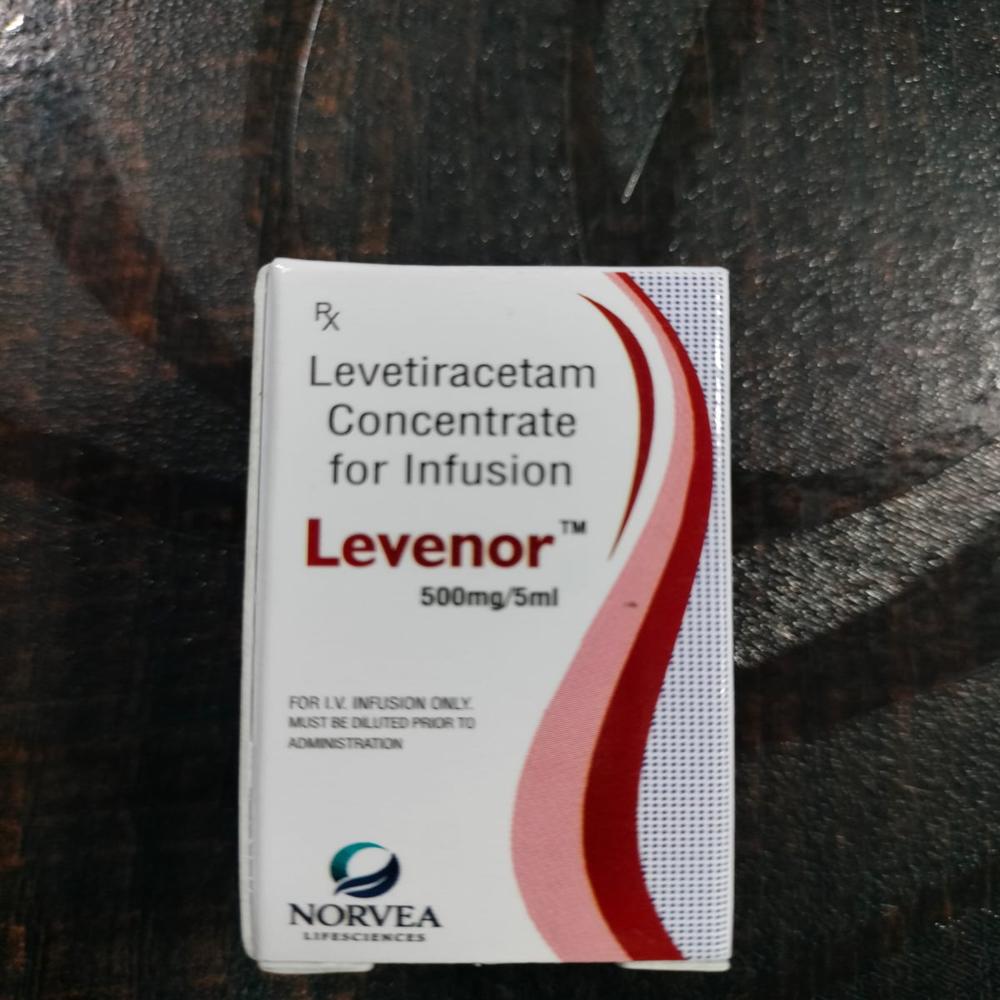 Rx
Levetiracetam
Concentrate
for Infusion
Levenor™
500mg/5ml
FOR I.V. INFUSION ONLY.
MUST BE DILUTED PRIOR TO
ADMINISTRATION
NORVEA
LIFESCIENCES